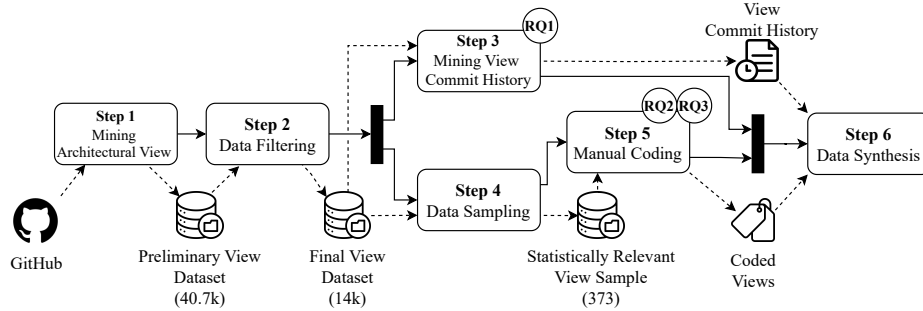 View
Commit History
RQ1
Step 3
Mining View
Commit History
Step 1
Mining
Architectural View
Step 2
Data Filtering
RQ2
RQ3
Step 5
Manual Coding
Step 6
Data Synthesis
Step 4
Data Sampling
GitHub
Preliminary View
Dataset
(40.7k)
Final View
Dataset
(14k)
Statistically Relevant
View Sample
(373)
Coded
Views